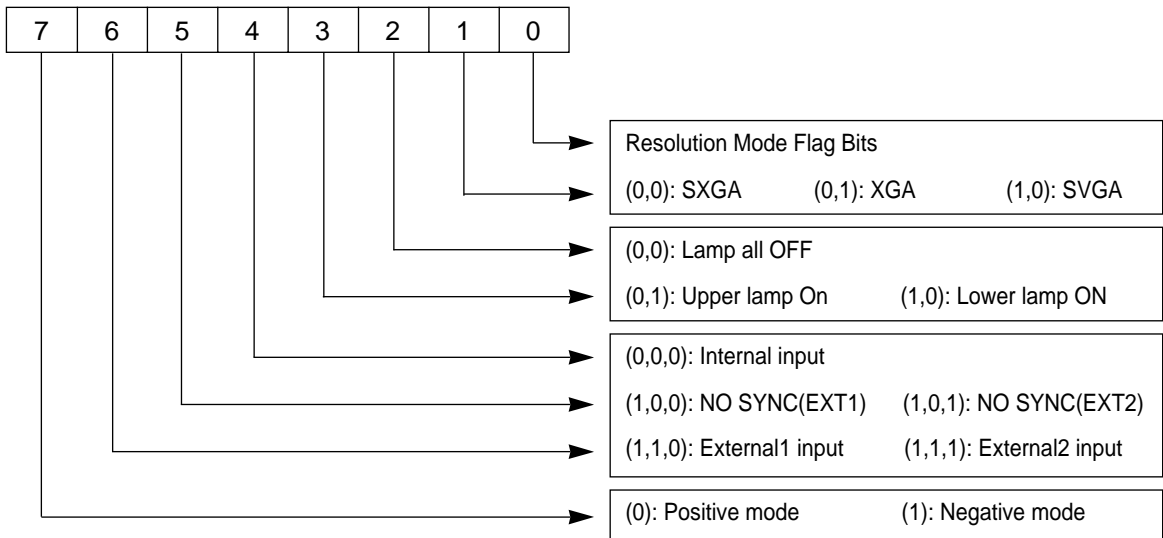 7 6 5 4 3 2 1 0
Resolution Mode Flag Bits
(0,0): SXGA (0,1): XGA (1,0): SVGA
(0,0): Lamp all OFF
(0,1): Upper lamp On (1,0): Lower lamp ON
(0,0,0): Internal input
(1,0,0): NO SYNC(EXT1) (1,0,1): NO SYNC(EXT2)
(1,1,0): External1 input (1,1,1): External2 input
(0): Positive mode (1): Negative mode